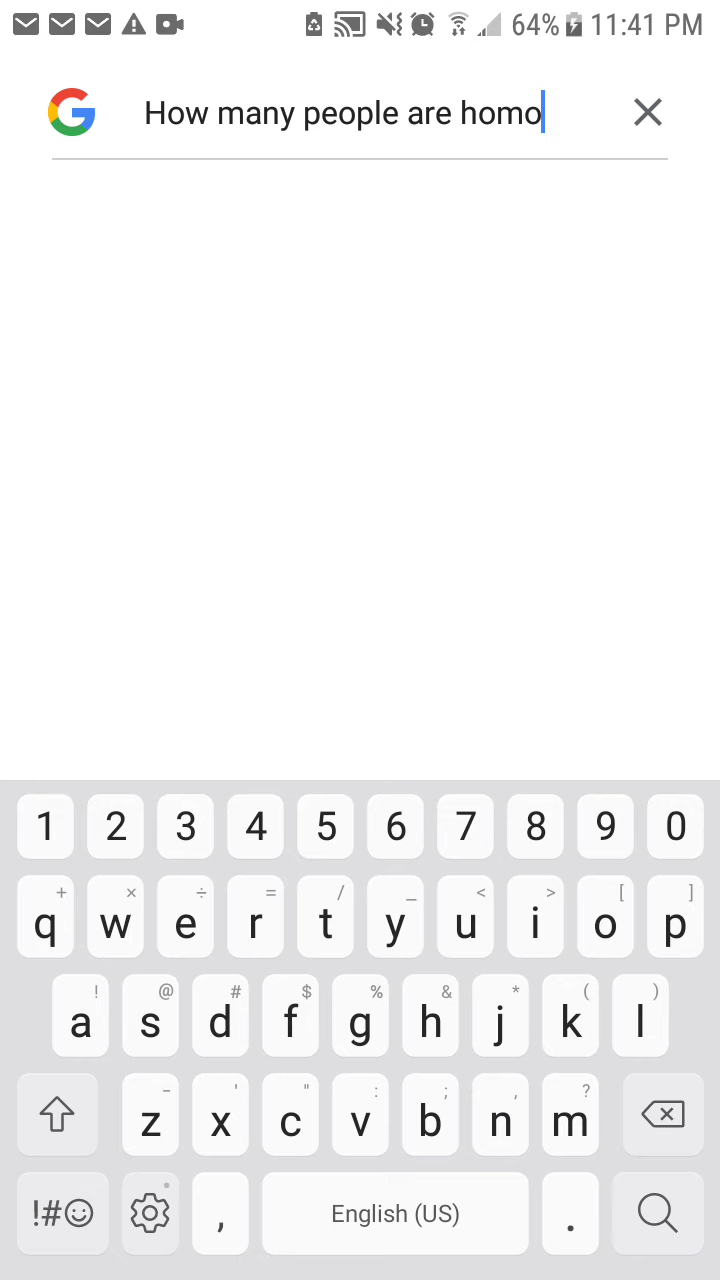 64% 11:41 PM
How many people are homo
1 2 3 4 5 6 7 8 9 0
+ × ÷ = / _ < > [ ]
q w e r t y u i o p
! @ # $ % & * ( )
a s d f g h j k l
- ' " : ; , ?
z x c v b n m
!#☺ , English (US) .